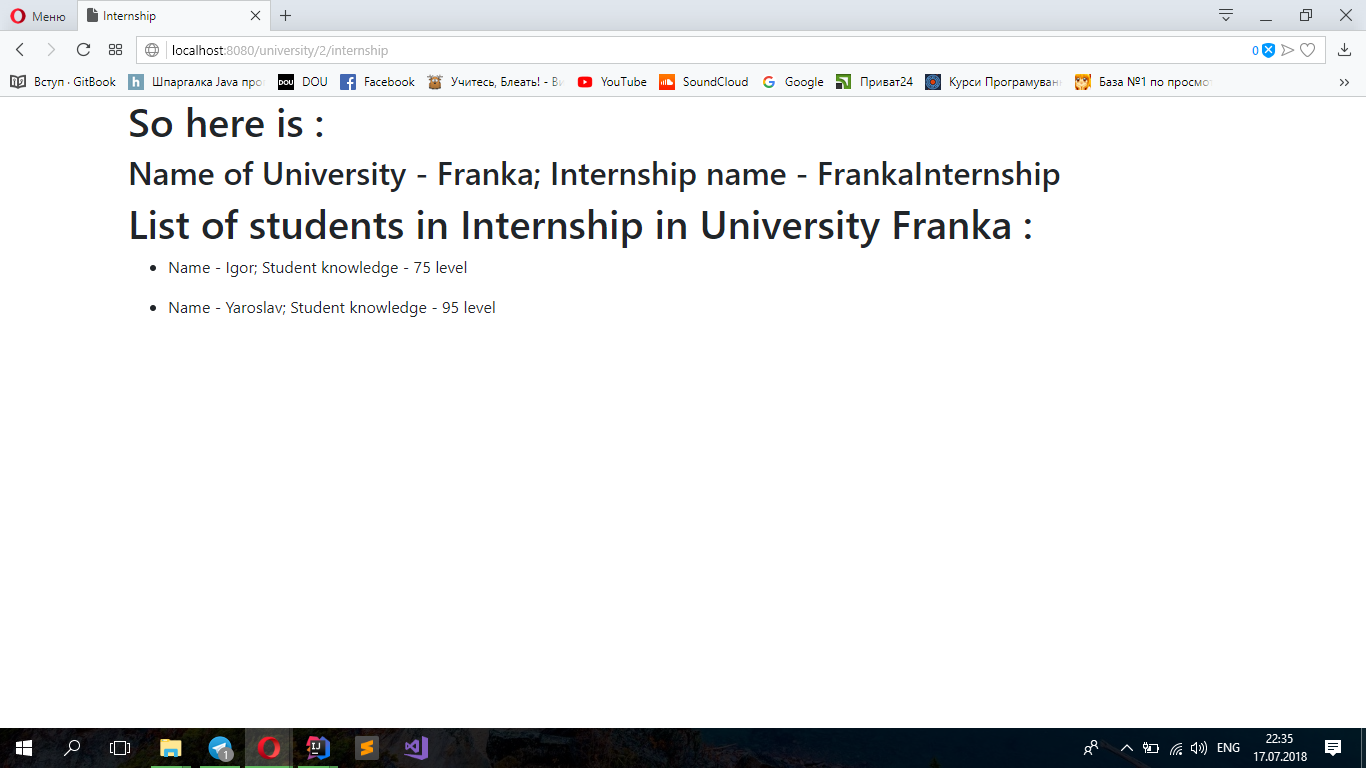 Меню
Internship
localhost:8080/university/2/internship
0
Вступ · GitBook
Шпаргалка Java про
DOU
DOU
Facebook
Учитесь, Блеать! - Ви
YouTube
SoundCloud
Google
Приват24
Курси Програмуван
База №1 по просмот
So here is :
Name of University - Franka; Internship name - FrankaInternship
List of students in Internship in University Franka :
Name - Igor; Student knowledge - 75 level
Name - Yaroslav; Student knowledge - 95 level
1
IJ
ENG
22:35
17.07.2018